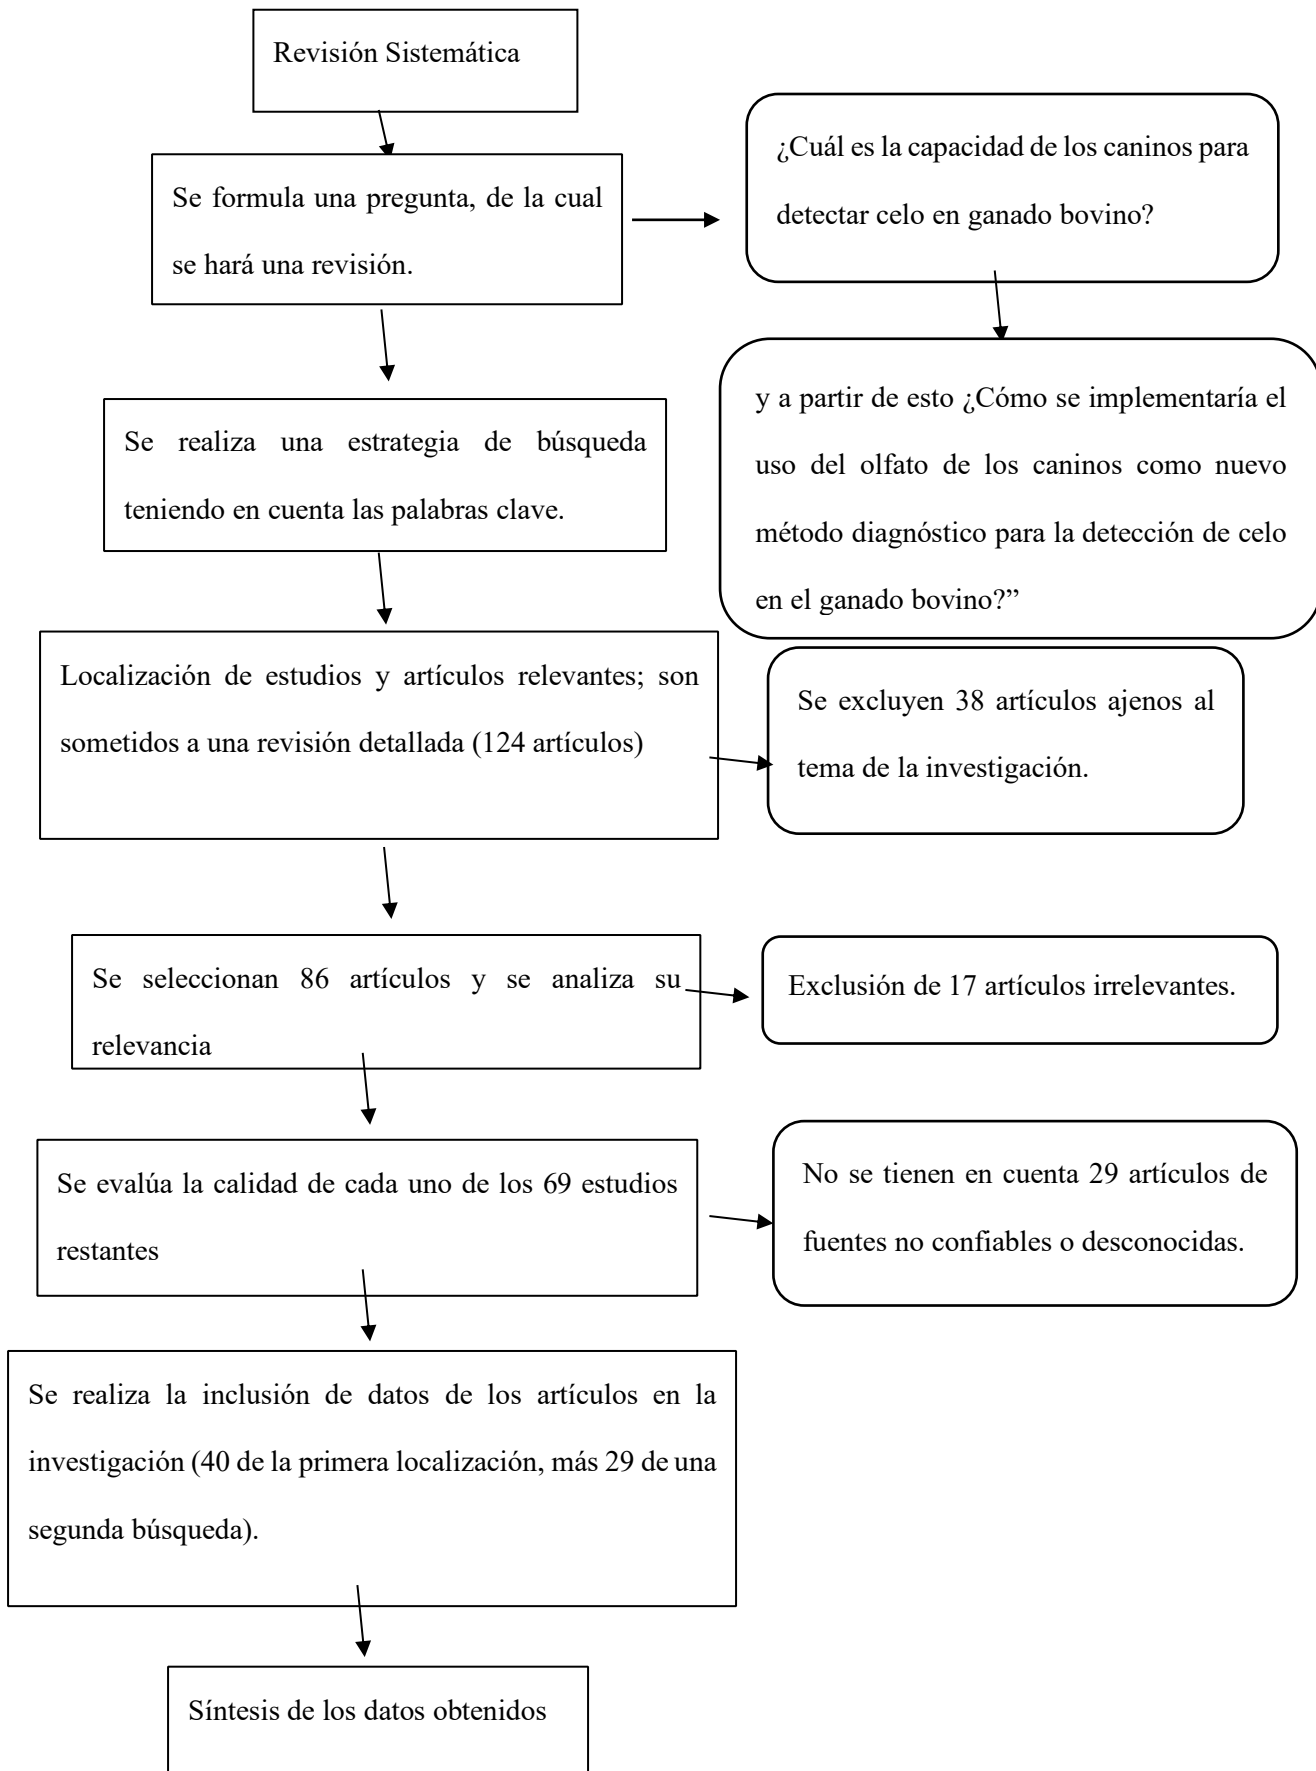 Revisión Sistemática
Se formula una pregunta, de la cual
se hará una revisión.
¿Cuál es la capacidad de los caninos para
detectar celo en ganado bovino?
y a partir de esto ¿Cómo se implementaría el
uso del olfato de los caninos como nuevo
método diagnóstico para la detección de celo
en el ganado bovino?”
Se realiza una estrategia de búsqueda
teniendo en cuenta las palabras clave.
Localización de estudios y artículos relevantes; son
sometidos a una revisión detallada (124 artículos)
Se excluyen 38 artículos ajenos al
tema de la investigación.
Se seleccionan 86 artículos y se analiza su
relevancia
Exclusión de 17 artículos irrelevantes.
Se evalúa la calidad de cada uno de los 69 estudios
restantes
No se tienen en cuenta 29 artículos de
fuentes no confiables o desconocidas.
Se realiza la inclusión de datos de los artículos en la
investigación (40 de la primera localización, más 29 de una
segunda búsqueda).
Síntesis de los datos obtenidos